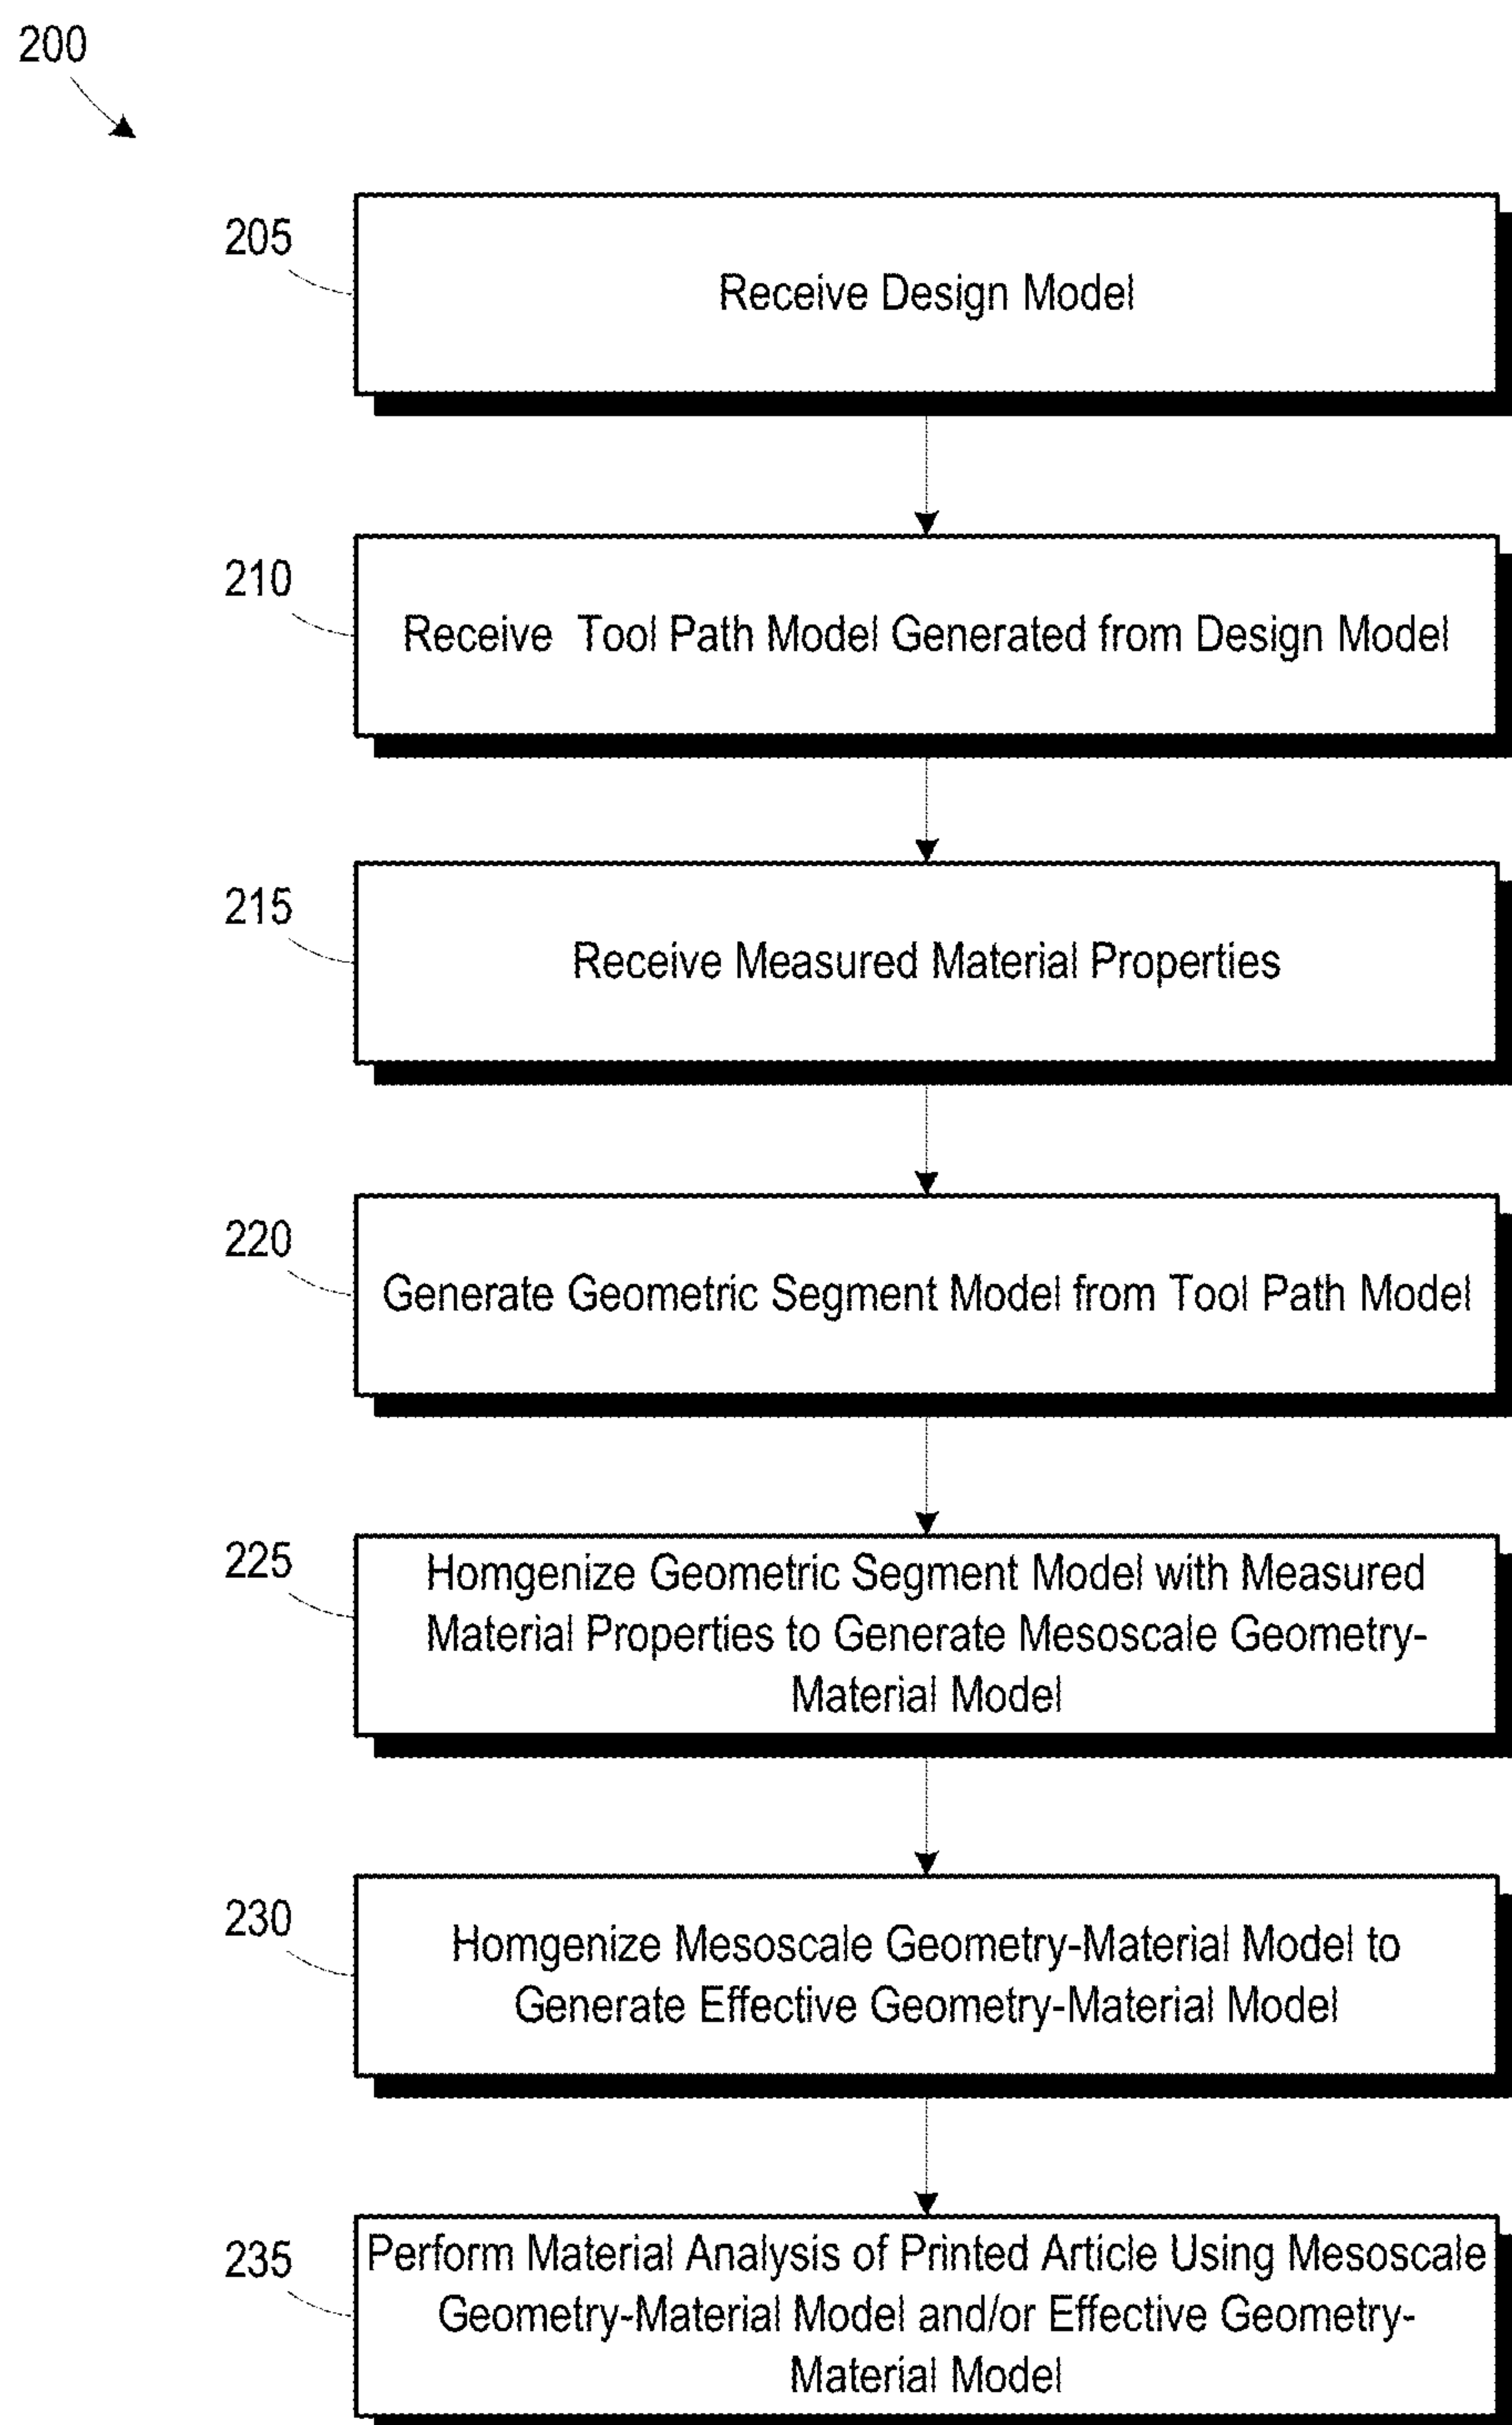 200
205
Receive Design Model
210
Receive Tool Path Model Generated from Design Model
215
Receive Measured Material Properties
220
Generate Geometric Segment Model from Tool Path Model
225
Homgenize Geometric Segment Model with Measured
Material Properties to Generate Mesoscale Geometry-
Material Model
230
Homgenize Mesoscale Geometry-Material Model to
Generate Effective Geometry-Material Model
235
Perform Material Analysis of Printed Article Using Mesoscale
Geometry-Material Model and/or Effective Geometry-
Material Model